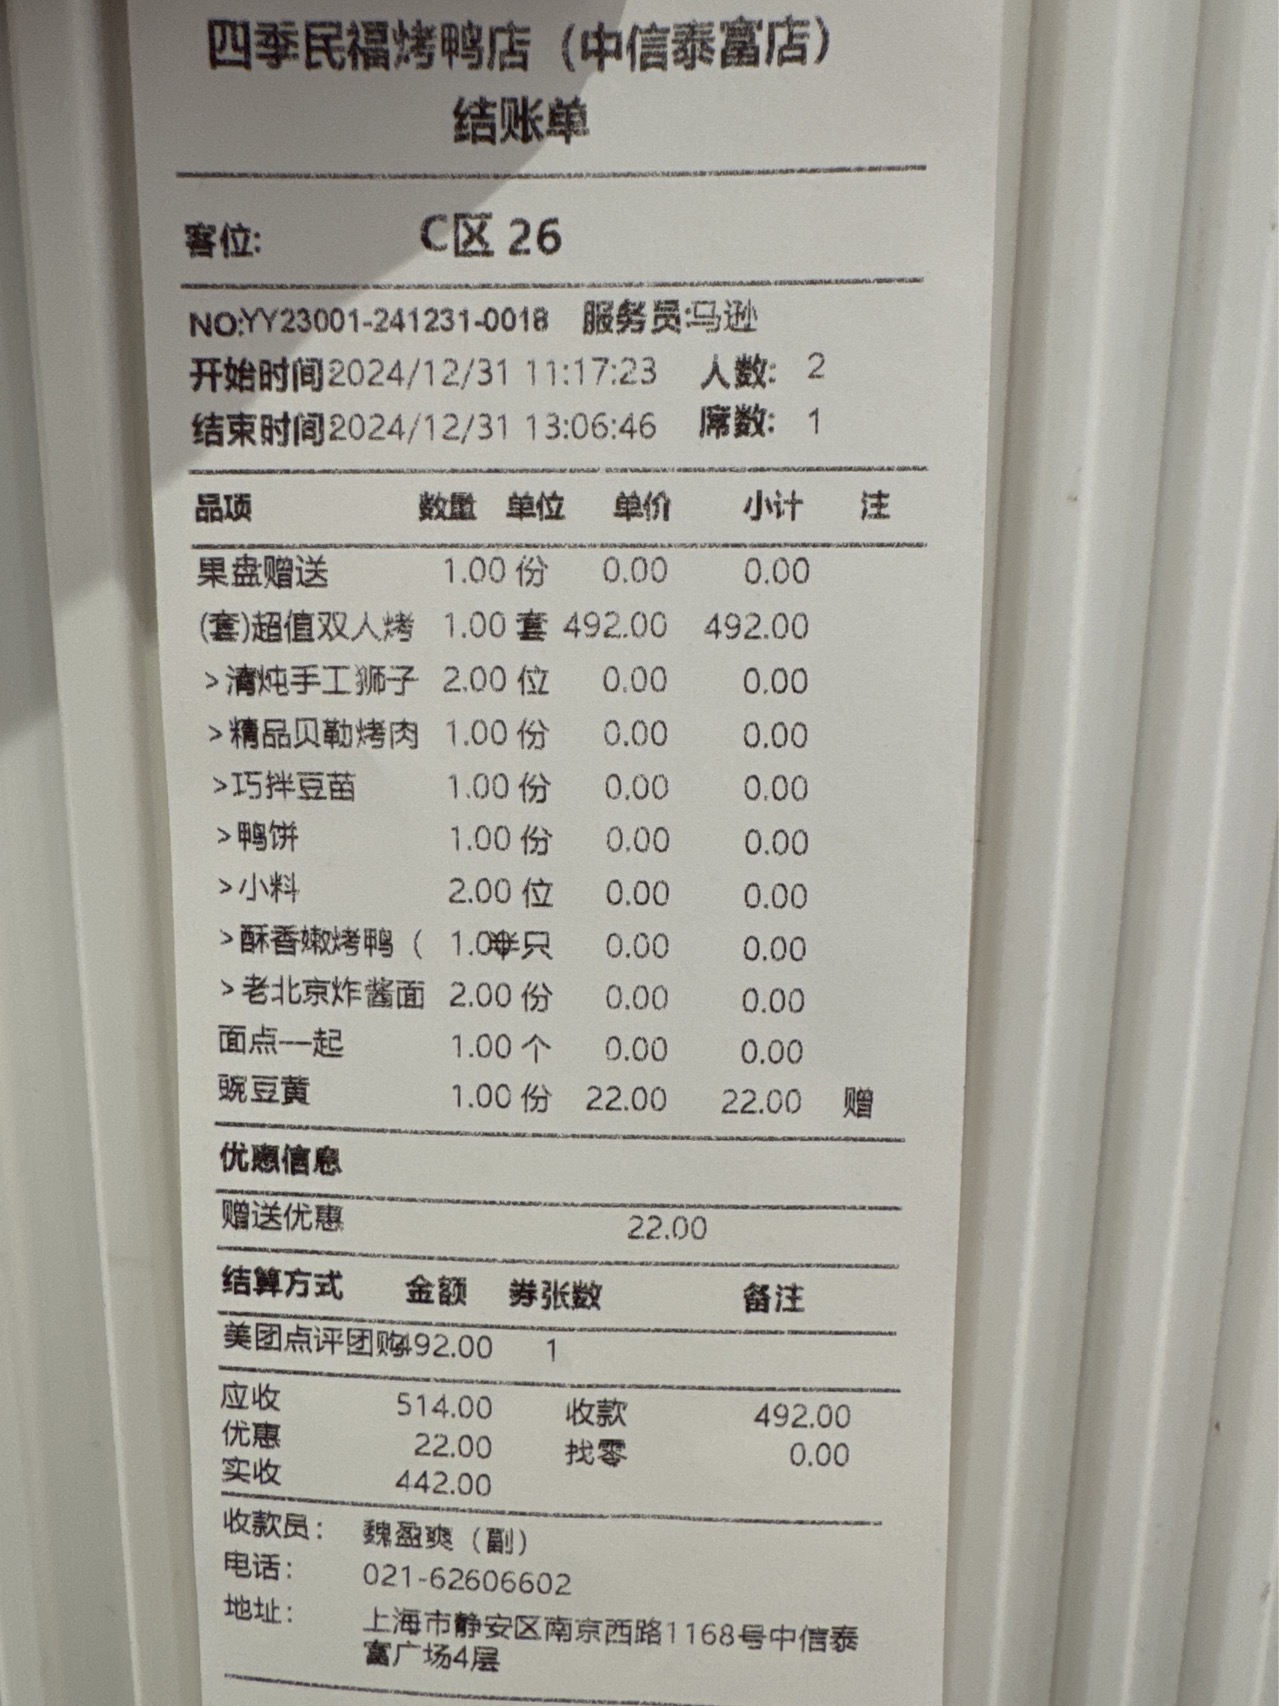 四季民福烤鸭店（中信泰富店）
结账单
客位: C区 26
NO:YY23001-241231-0018 服务员:马逊
开始时间2024/12/31 11:17:23 人数: 2
结束时间2024/12/31 13:06:46 席数: 1
品项 数量 单位 单价 小计 注
果盘赠送 1.00 份 0.00 0.00
(套)超值双人烤 1.00 套 492.00 492.00
>清炖手工狮子 2.00 位 0.00 0.00
>精品贝勒烤肉 1.00 份 0.00 0.00
>巧拌豆苗 1.00 份 0.00 0.00
>鸭饼 1.00 份 0.00 0.00
>小料 2.00 位 0.00 0.00
>酥香嫩烤鸭（ 1.00半只 0.00 0.00
>老北京炸酱面 2.00 份 0.00 0.00
面点一起 1.00 个 0.00 0.00
豌豆黄 1.00 份 22.00 22.00 赠
优惠信息
赠送优惠 22.00
结算方式 金额 券张数 备注
美团点评团购492.00 1
应收 514.00 收款 492.00
优惠 22.00 找零 0.00
实收 442.00
收款员： 魏盈爽（副）
电话： 021-62606602
地址： 上海市静安区南京西路1168号中信泰
富广场4层